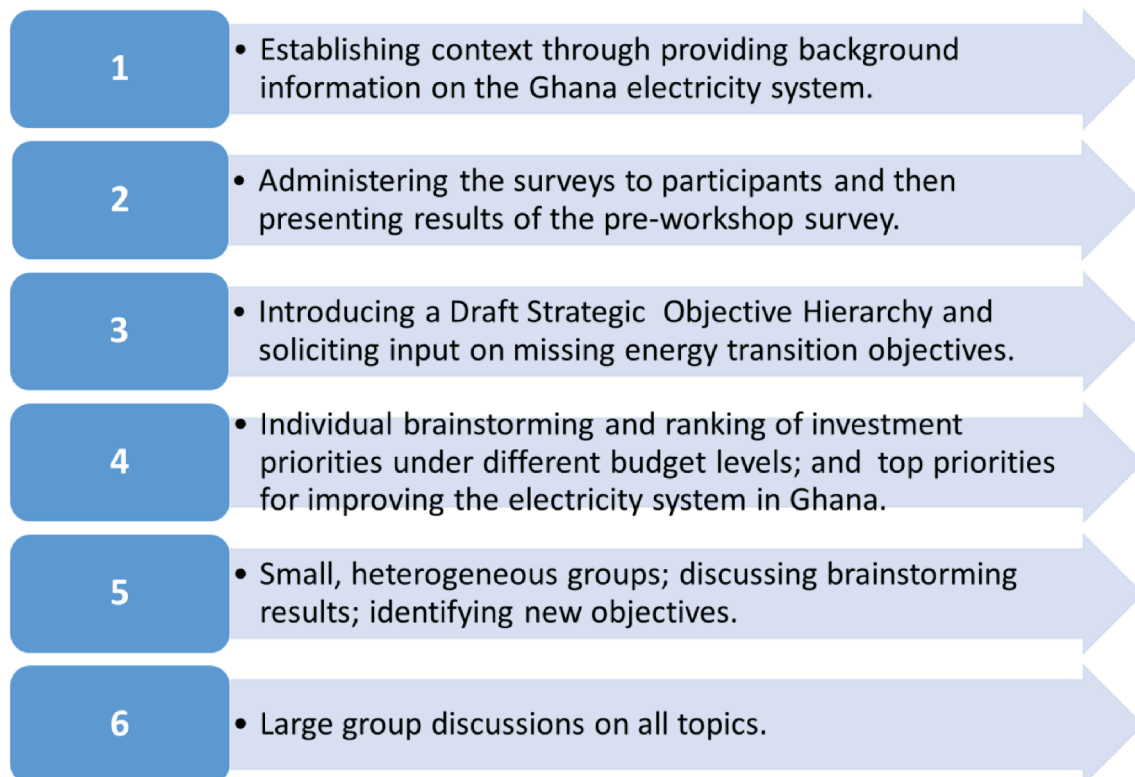 1
• Establishing context through providing background
information on the Ghana electricity system.
2
• Administering the surveys to participants and then
presenting results of the pre-workshop survey.
3
• Introducing a Draft Strategic  Objective Hierarchy and
soliciting input on missing energy transition objectives.
4
• Individual brainstorming and ranking of investment
priorities under different budget levels; and  top priorities
for improving the electricity system in Ghana.
5
• Small, heterogeneous groups; discussing brainstorming
results; identifying new objectives.
6
• Large group discussions on all topics.